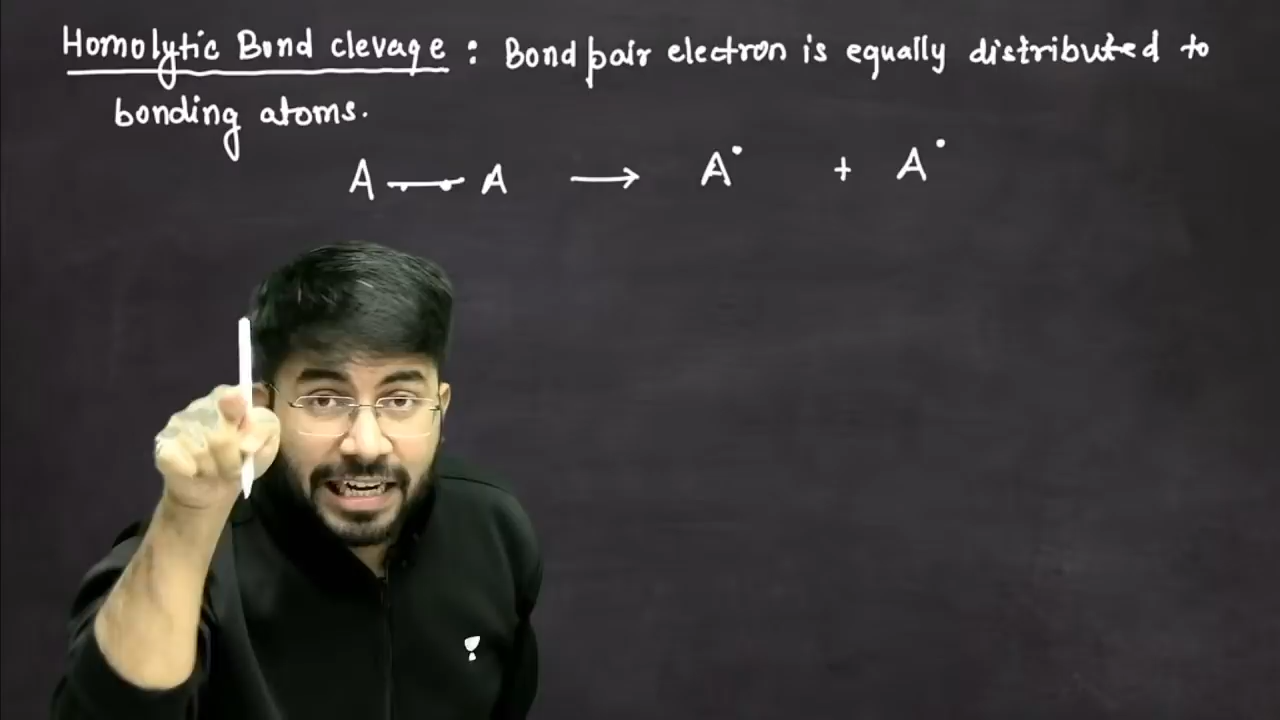 Homolytic Bond clevage : Bond pair electron is equally distributed to
bonding atoms.
A — A → A• + A•